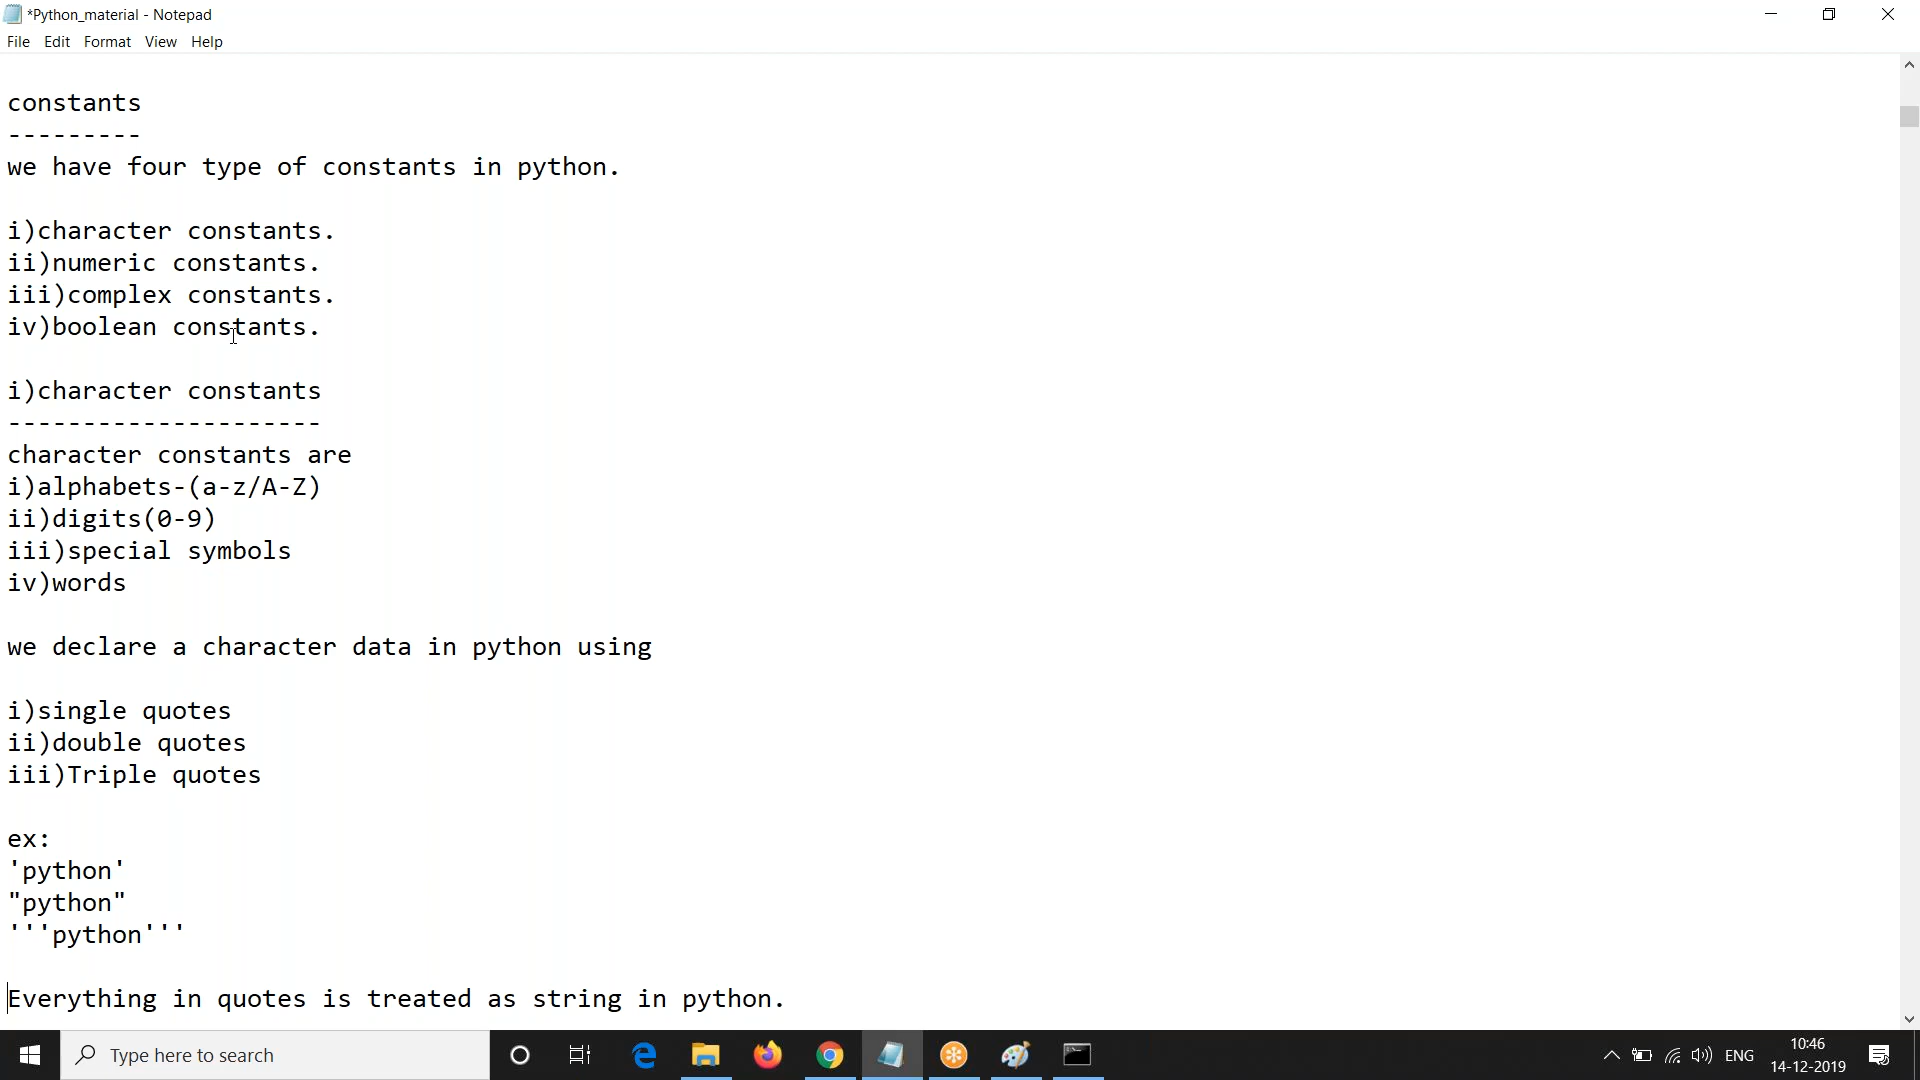 *Python_material - Notepad
File Edit Format View Help
constants
---------
we have four type of constants in python.
i)character constants.
ii)numeric constants.
iii)complex constants.
iv)boolean constants.
i)character constants
---------------------
character constants are
i)alphabets-(a-z/A-Z)
ii)digits(0-9)
iii)special symbols
iv)words
we declare a character data in python using
i)single quotes
ii)double quotes
iii)Triple quotes
ex:
'python'
"python"
'''python'''
Everything in quotes is treated as string in python.
Type here to search
ENG
10:46
14-12-2019